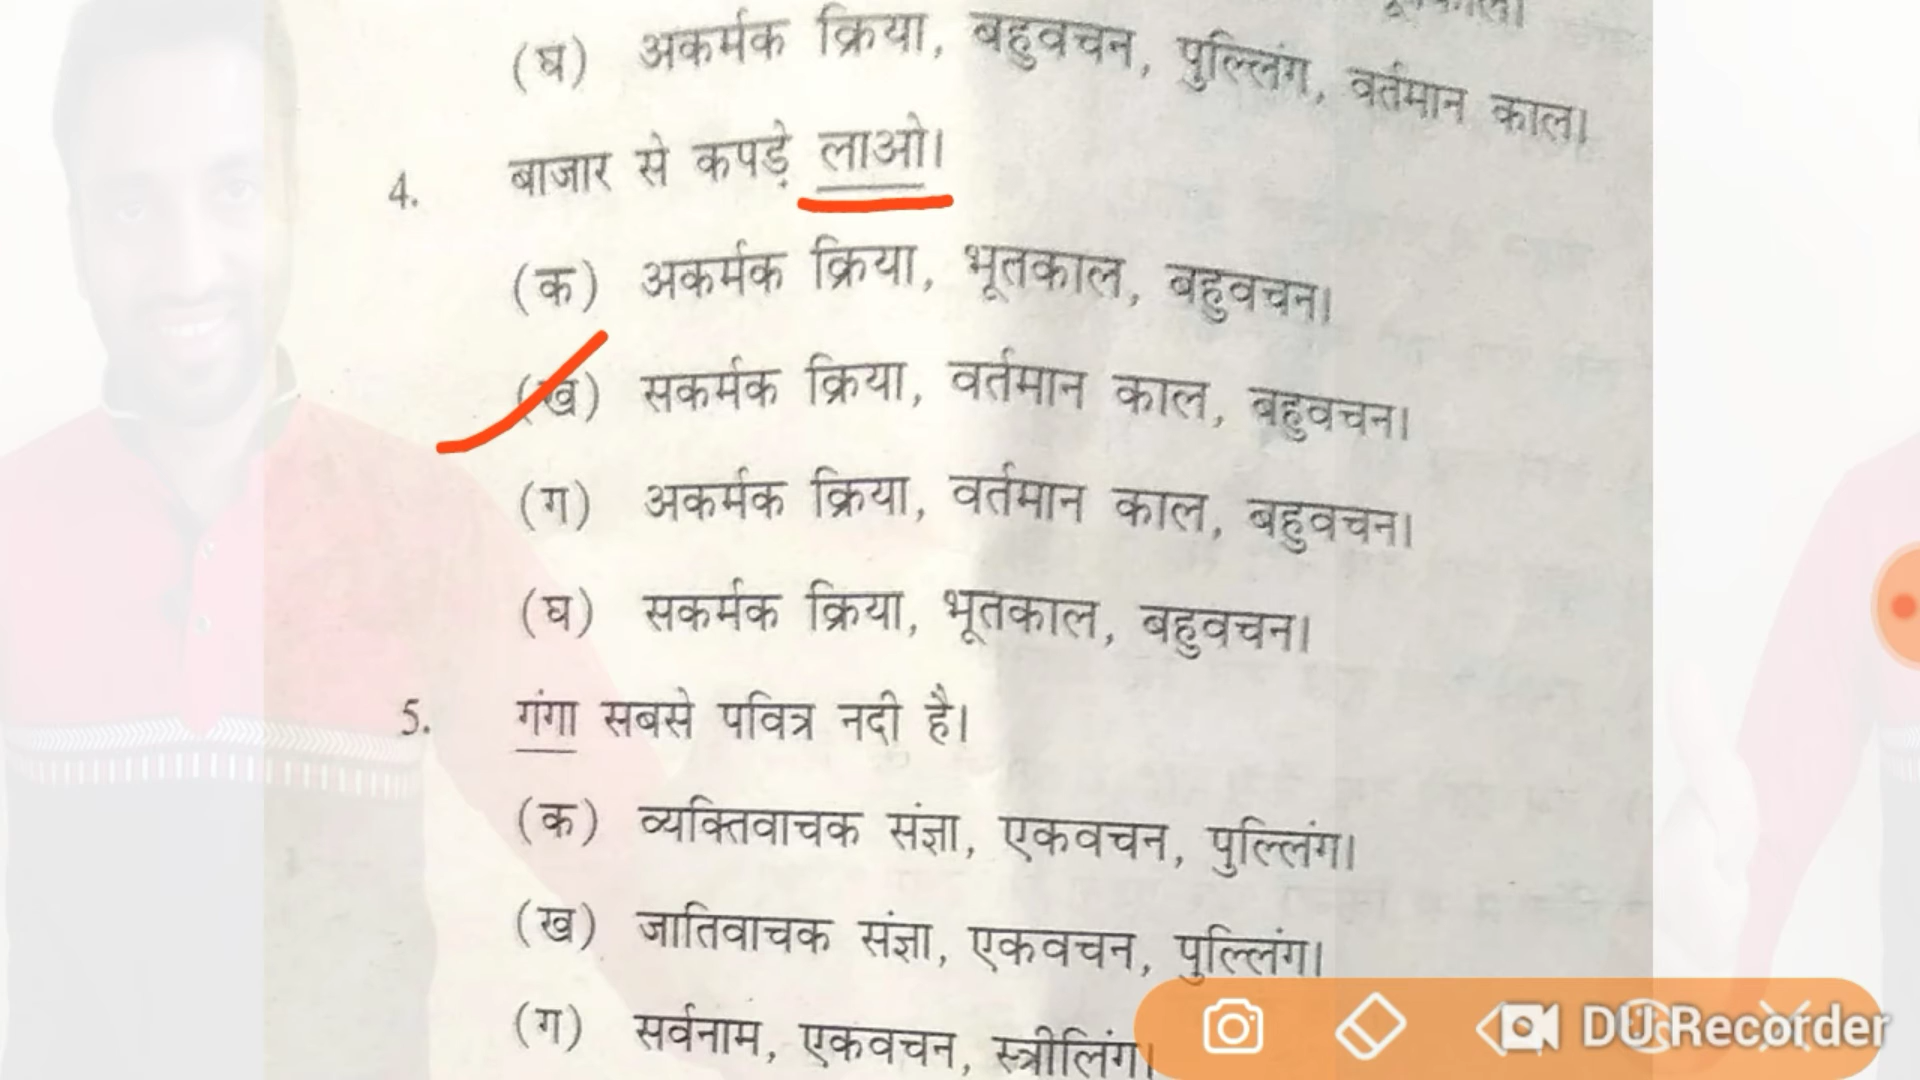 (घ) अकर्मक क्रिया, बहुवचन, पुल्लिंग, वर्तमान काल।
4. बाजार से कपड़े लाओ।
(क) अकर्मक क्रिया, भूतकाल, बहुवचन।
(ख) सकर्मक क्रिया, वर्तमान काल, बहुवचन।
(ग) अकर्मक क्रिया, वर्तमान काल, बहुवचन।
(घ) सकर्मक क्रिया, भूतकाल, बहुवचन।
5. गंगा सबसे पवित्र नदी है।
(क) व्यक्तिवाचक संज्ञा, एकवचन, पुल्लिंग।
(ख) जातिवाचक संज्ञा, एकवचन, पुल्लिंग।
(ग) सर्वनाम, एकवचन, स्त्रीलिंग।
DU Recorder